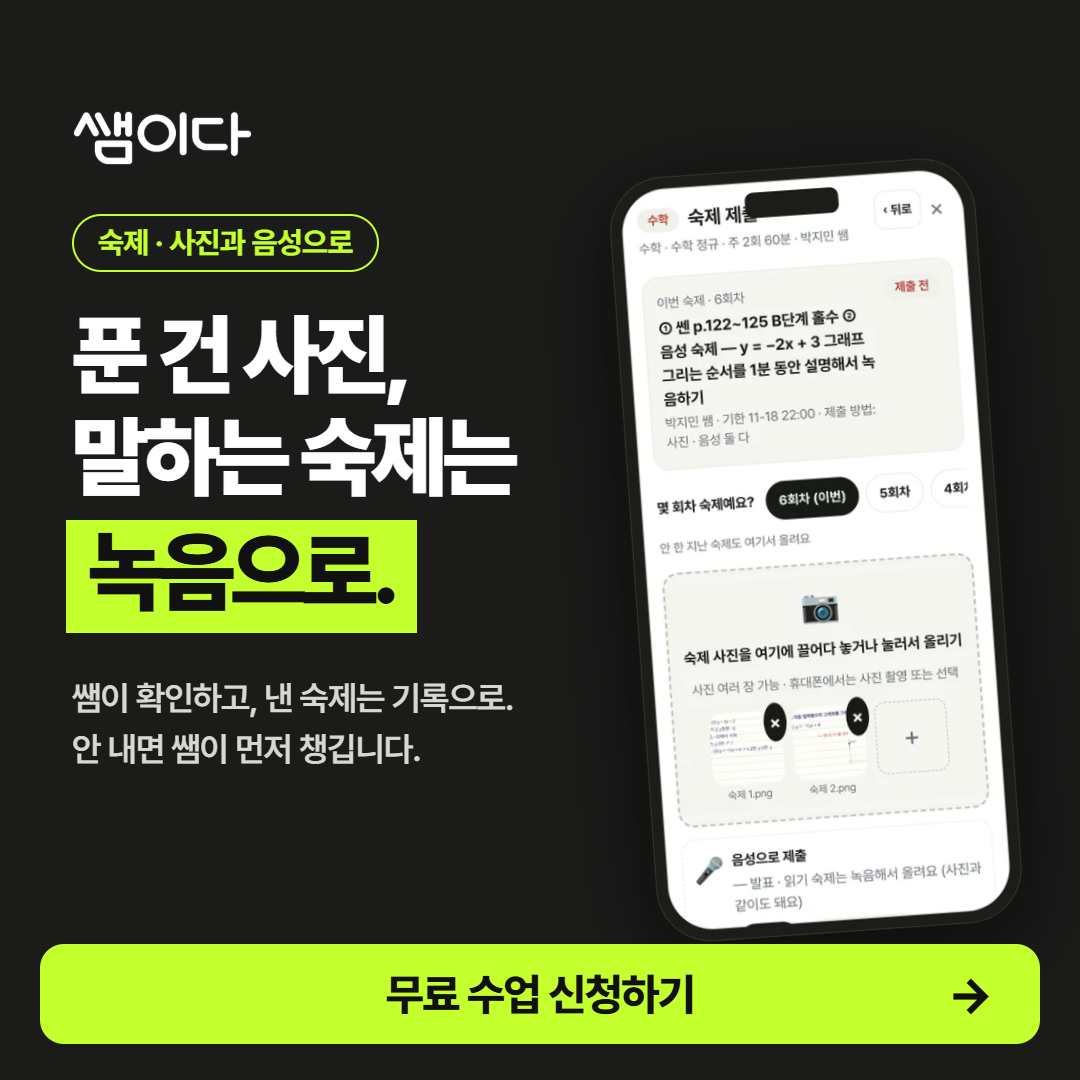 쌤이다
숙제 · 사진과 음성으로
푼 건 사진,
말하는 숙제는
녹음으로.
쌤이 확인하고, 낸 숙제는 기록으로.
안 내면 쌤이 먼저 챙깁니다.
수학 숙제 제출
‹ 뒤로 ×
수학 · 수학 정규 · 주 2회 60분 · 박지민 쌤
이번 숙제 · 6회차
제출 전
① 쎈 p.122~125 B단계 홀수 ②
음성 숙제 — y = −2x + 3 그래프
그리는 순서를 1분 동안 설명해서 녹
음하기
박지민 쌤 · 기한 11-18 22:00 · 제출 방법:
사진 · 음성 둘 다
몇 회차 숙제예요? 6회차 (이번) 5회차 4회차
안 한 지난 숙제도 여기서 올려요
숙제 사진을 여기에 끌어다 놓거나 눌러서 올리기
사진 여러 장 가능 · 휴대폰에서는 사진 촬영 또는 선택
숙제 1.png 숙제 2.png
음성으로 제출
— 발표 · 읽기 숙제는 녹음해서 올려요 (사진과
같이도 돼요)
무료 수업 신청하기 →